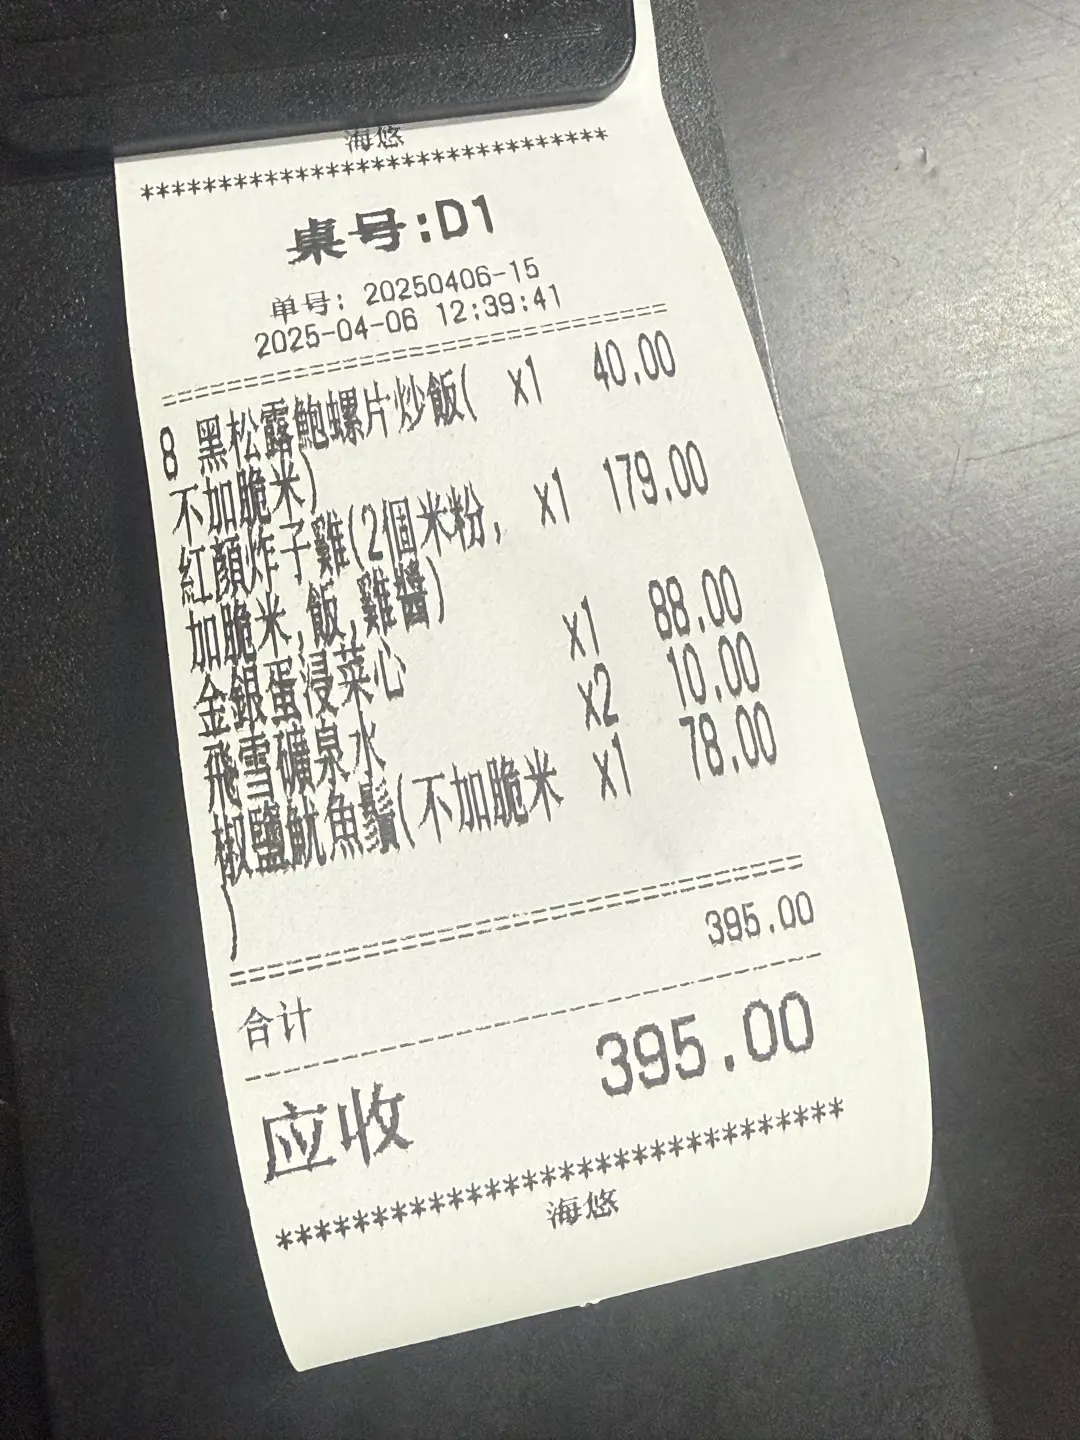 海悠
******************************
桌号:D1
单号: 20250406-15
2025-04-06 12:39:41
8 黑松露鮑螺片炒飯( x1 40.00
不加脆米)
紅顏炸子雞(2個米粉, x1 179.00
加脆米,飯,雞醬)
金銀蛋浸菜心 x1 88.00
飛雪礦泉水 x2 10.00
椒鹽魷魚鬚(不加脆米 x1 78.00
)
395.00
合计
应收 395.00
******************************
海悠